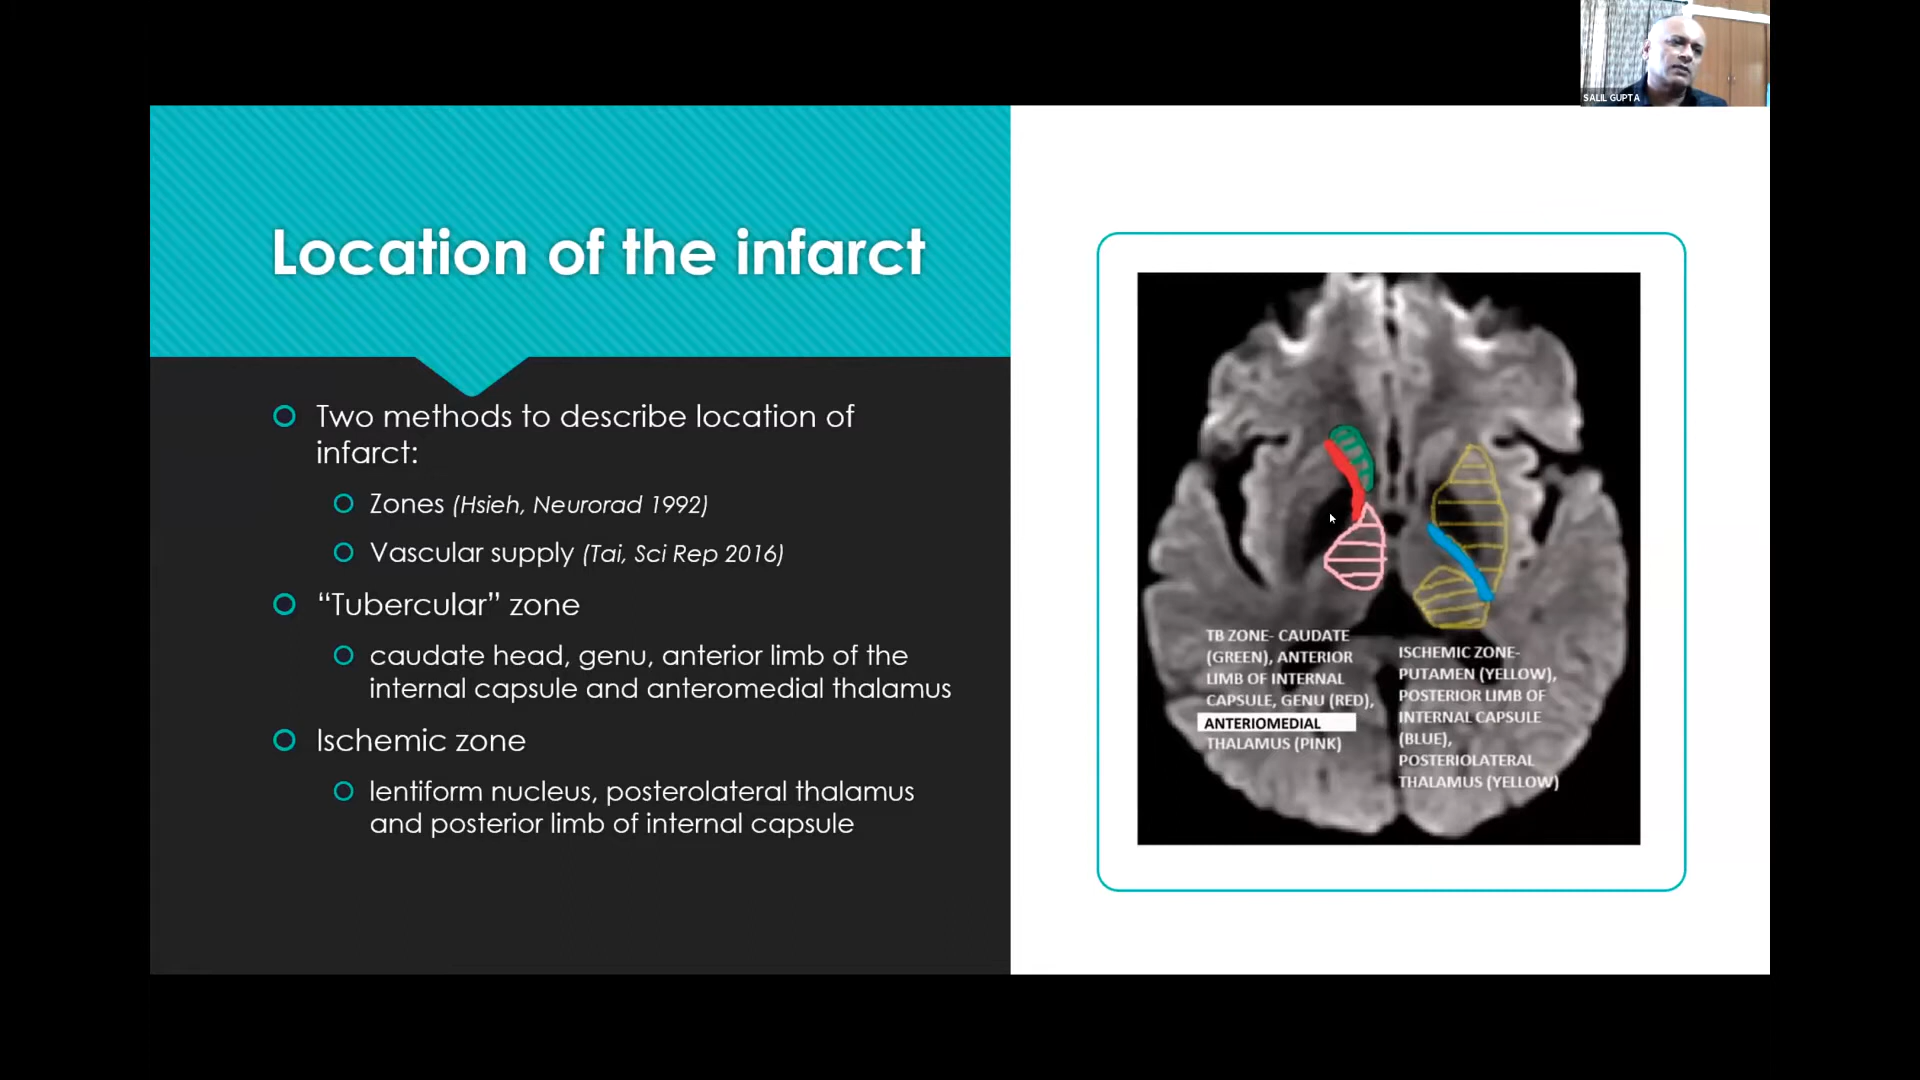 SALIL GUPTA
Location of the infarct
Two methods to describe location of
infarct:
Zones (Hsieh, Neurorad 1992)
Vascular supply (Tai, Sci Rep 2016)
“Tubercular” zone
caudate head, genu, anterior limb of the
internal capsule and anteromedial thalamus
Ischemic zone
lentiform nucleus, posterolateral thalamus
and posterior limb of internal capsule
TB ZONE- CAUDATE
(GREEN), ANTERIOR
LIMB OF INTERNAL
CAPSULE, GENU (RED),
ANTERIOMEDIAL
THALAMUS (PINK)
ISCHEMIC ZONE-
PUTAMEN (YELLOW),
POSTERIOR LIMB OF
INTERNAL CAPSULE
(BLUE),
POSTERIOLATERAL
THALAMUS (YELLOW)